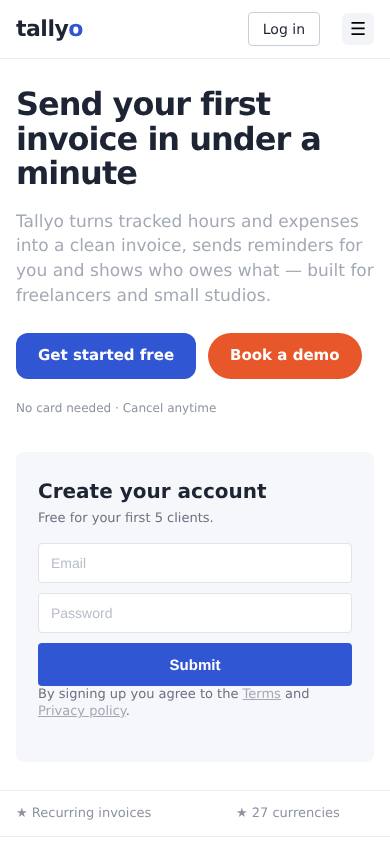 tallyo
Log in
☰
Send your first
invoice in under a
minute
Tallyo turns tracked hours and expenses
into a clean invoice, sends reminders for
you and shows who owes what — built for
freelancers and small studios.
Get started free
Book a demo
No card needed · Cancel anytime
Create your account
Free for your first 5 clients.
Email
Password
Submit
By signing up you agree to the Terms and
Privacy policy.
★ Recurring invoices
★ 27 currencies